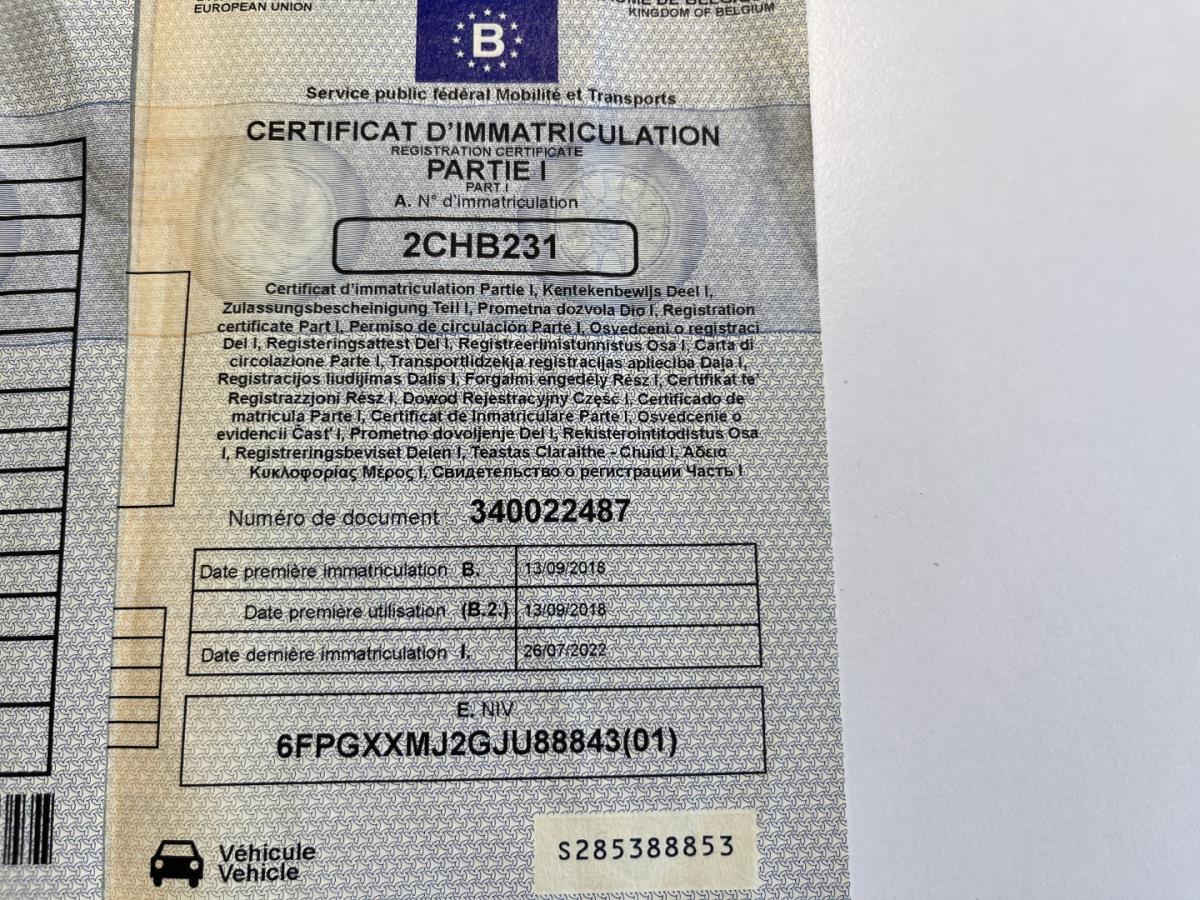 EUROPEAN UNION
KINGDOM OF BELGIUM
B
Service public fédéral Mobilité et Transports
CERTIFICAT D'IMMATRICULATION
REGISTRATION CERTIFICATE
PARTIE I
PART I
A. N° d'immatriculation
2CHB231
Certificat d'immatriculation Partie I, Kentekenbewijs Deel I,
Zulassungsbescheinigung Teil I, Prometna dozvola Dio I, Registration
certificate Part I, Permiso de circulación Parte I, Osvedceni o registraci
Del I, Registeringsattest Del I, Registreerimistunnistus Osa I, Carta di
circolazione Parte I, Transportlidzekja registracijas aplieciba Daja I,
Registracijos liudijimas Dalis I, Forgalmi engedély Rész I, Certifikat te'
Registrazzjoni Rész I, Dowod Rejestracyjny Część I, Certificado de
matricula Parte I, Certificat de Inmatriculare Parte I, Osvedcenie o
evidencii Časť I, Prometno dovoljenje Del I, Rekisterointitodistus Osa
I, Registreringsbeviset Delen I, Teastas Claraithe - Chuid I, Άδεια
Κυκλοφορίας Μέρος I, Свидетельство о регистрации Часть I
Numéro de document 340022487
Date première immatriculation B. 13/09/2018
Date première utilisation (B.2.) 13/09/2018
Date dernière immatriculation I. 26/07/2022
E. NIV
6FPGXXMJ2GJU88843(01)
Véhicule
Vehicle
S285388853